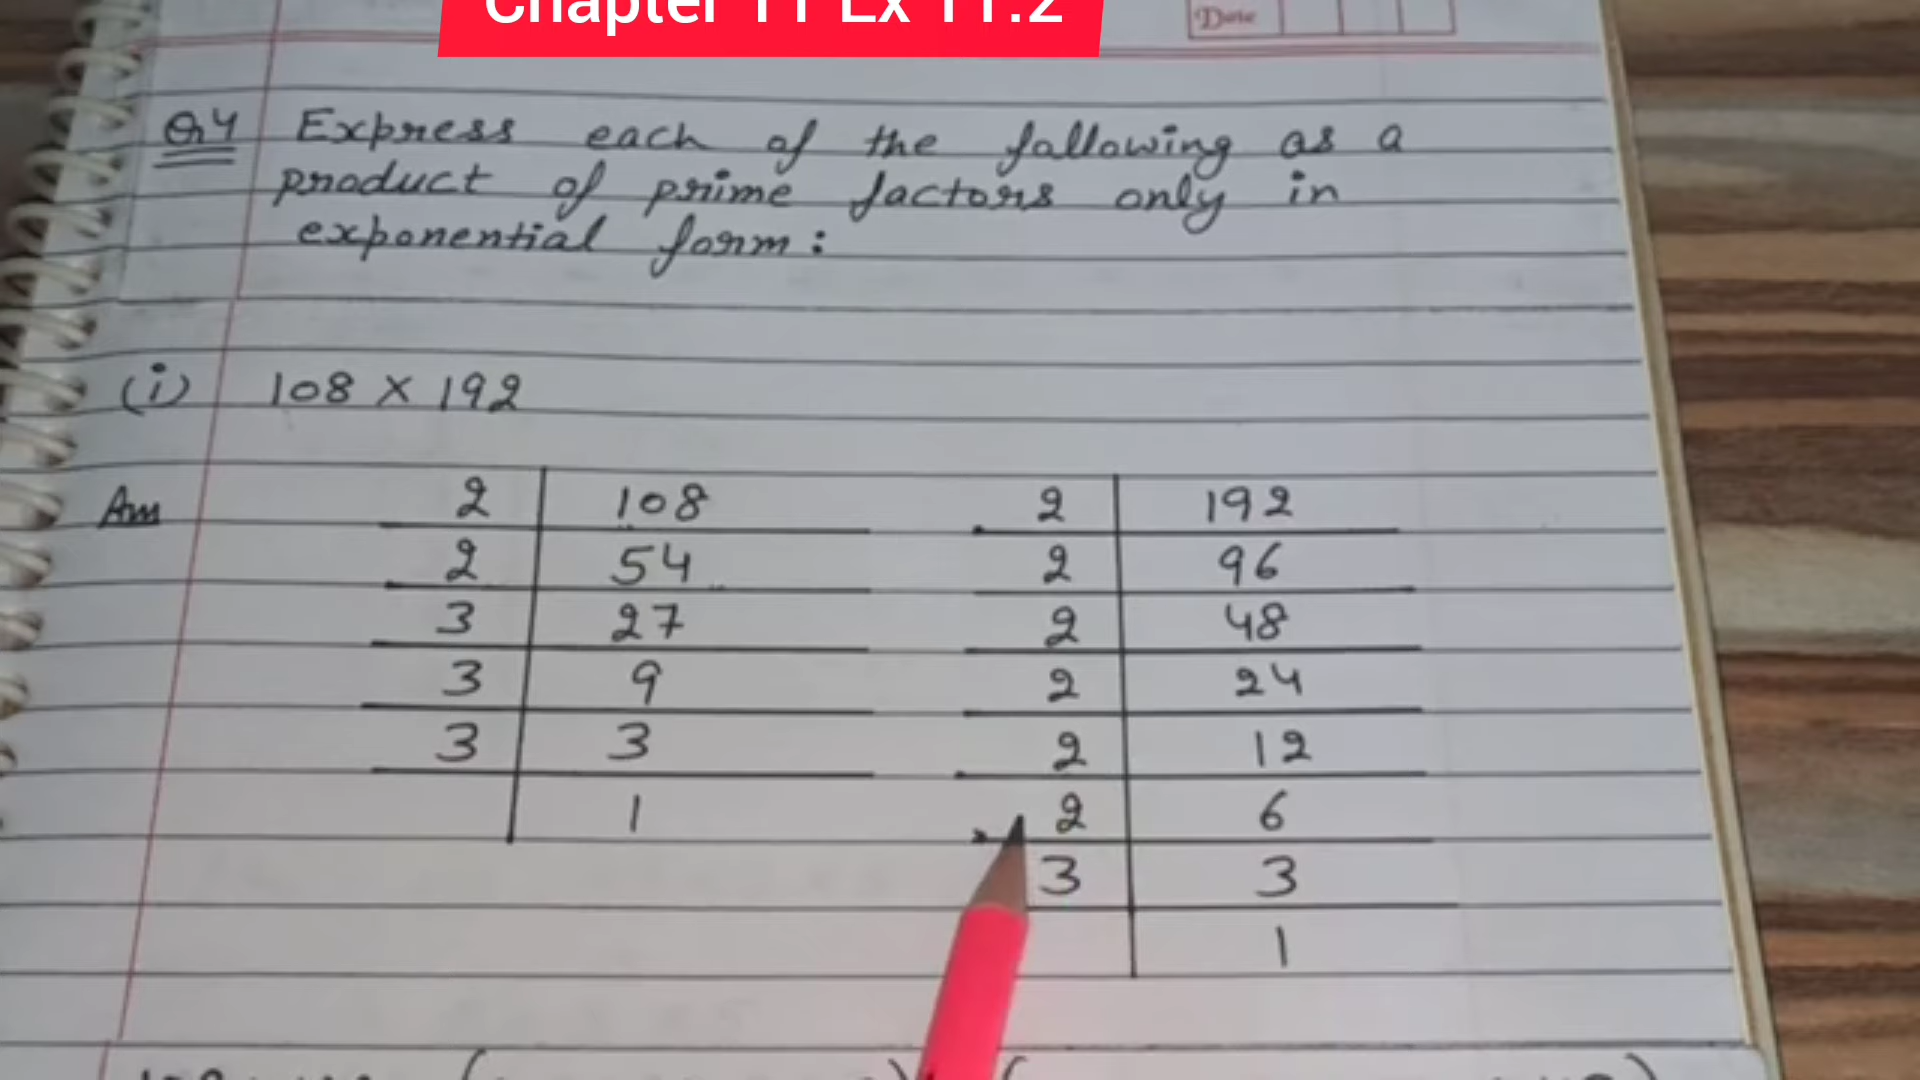 Chapter 11 Ex 11.2
Date
Q4 Express each of the following as a
product of prime factors only in
exponential form:
(i) 108 × 192
Ans
2 108
2 54
3 27
3 9
3 3
1
2 192
2 96
2 48
2 24
2 12
2 6
3 3
1